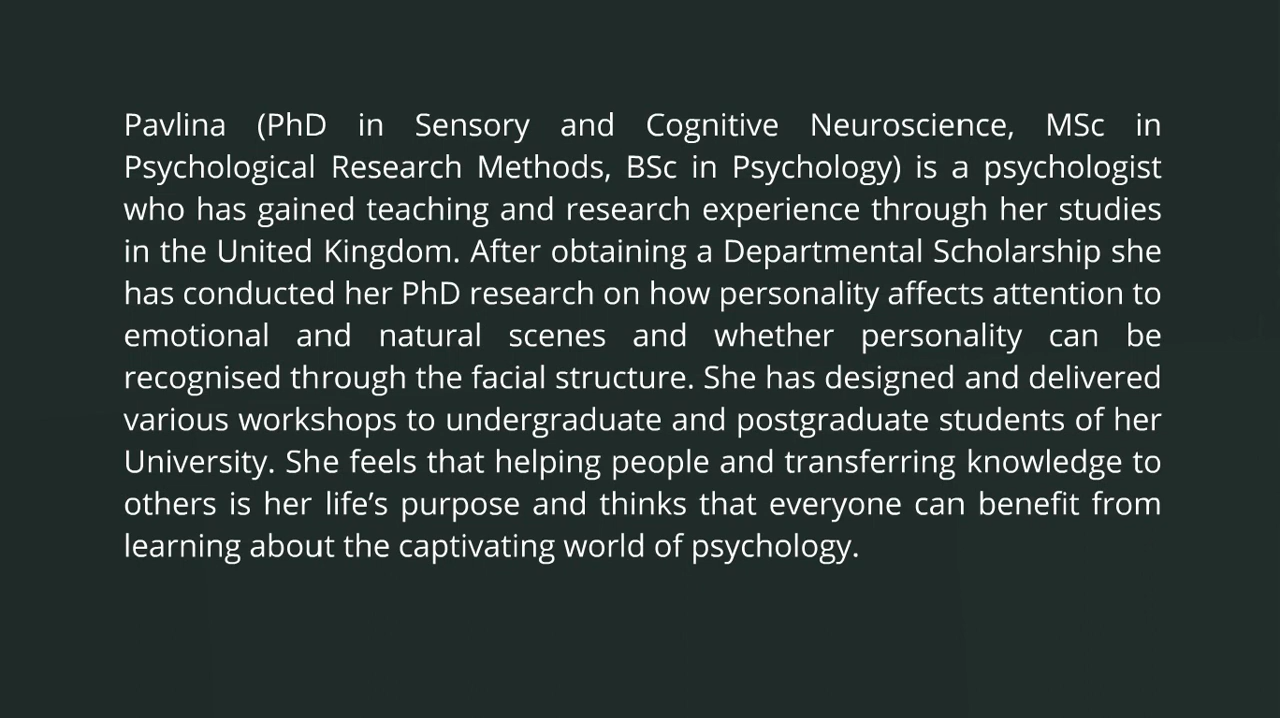 Pavlina (PhD in Sensory and Cognitive Neuroscience, MSc in
Psychological Research Methods, BSc in Psychology) is a psychologist
who has gained teaching and research experience through her studies
in the United Kingdom. After obtaining a Departmental Scholarship she
has conducted her PhD research on how personality affects attention to
emotional and natural scenes and whether personality can be
recognised through the facial structure. She has designed and delivered
various workshops to undergraduate and postgraduate students of her
University. She feels that helping people and transferring knowledge to
others is her life’s purpose and thinks that everyone can benefit from
learning about the captivating world of psychology.